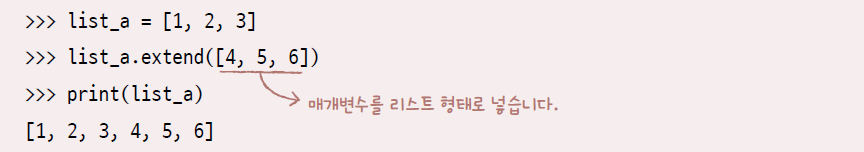 >>> list_a = [1, 2, 3]
>>> list_a.extend([4, 5, 6])
>>> print(list_a)
매개변수를 리스트 형태로 넣습니다.
[1, 2, 3, 4, 5, 6]